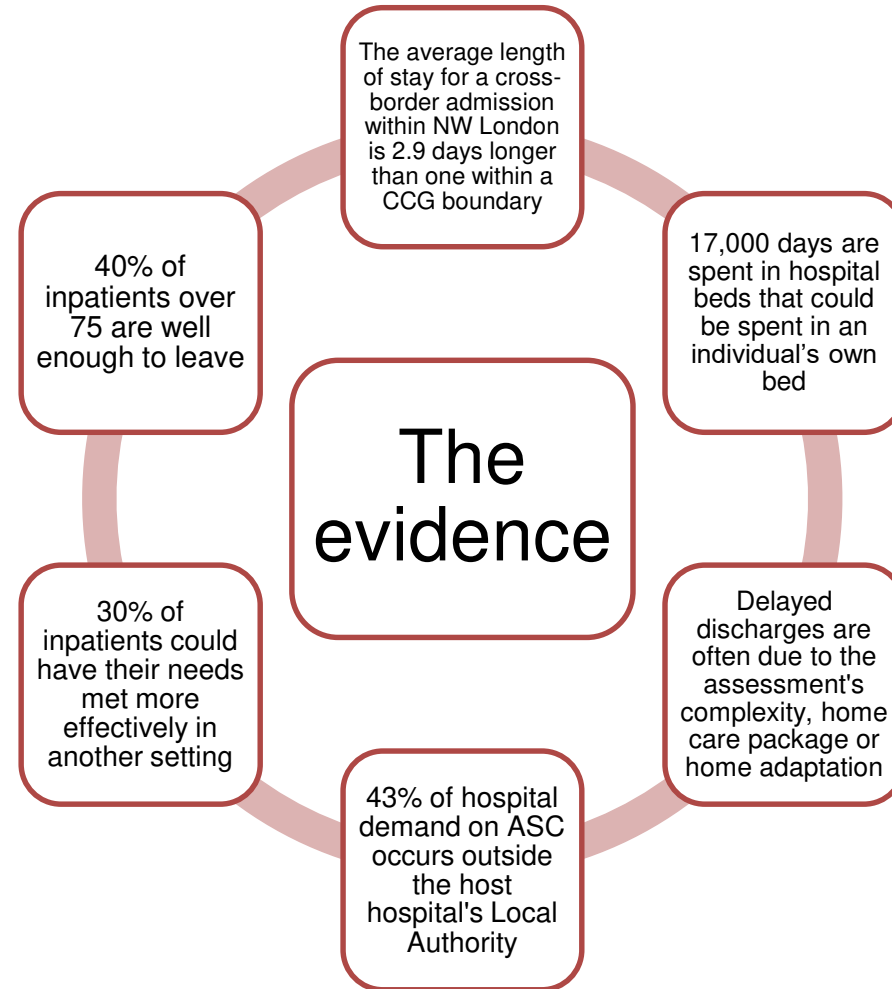 The average length
of stay for a cross-
border admission
within NW London
is 2.9 days longer
than one within a
CCG boundary
17,000 days are
spent in hospital
beds that could
be spent in an
individual’s own
bed
Delayed
discharges are
often due to the
assessment's
complexity, home
care package or
home adaptation
43% of hospital
demand on ASC
occurs outside
the host
hospital's Local
Authority
30% of
inpatients could
have their needs
met more
effectively in
another setting
40% of
inpatients over
75 are well
enough to leave
The
evidence